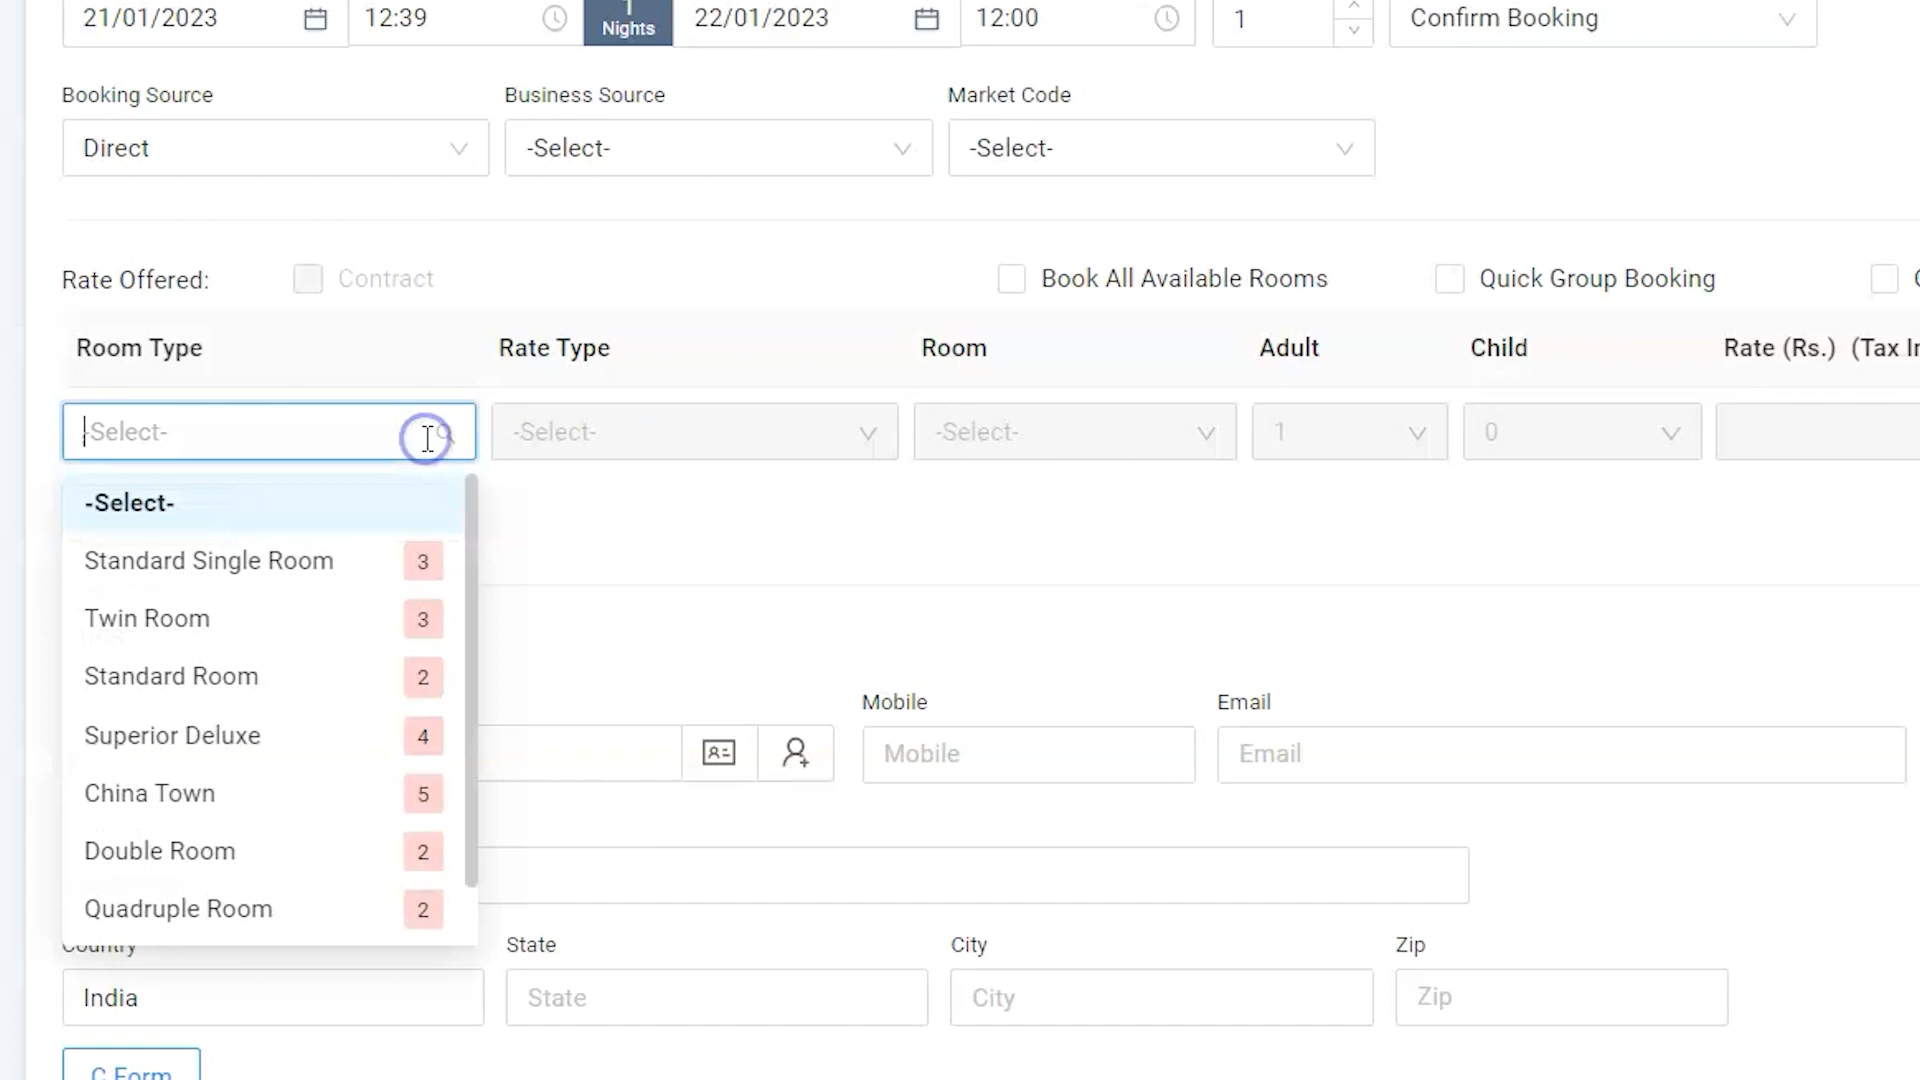 21/01/2023 12:39 1 Nights 22/01/2023 12:00 1 Confirm Booking
Booking Source Business Source Market Code
Direct -Select- -Select-
Rate Offered: Contract Book All Available Rooms Quick Group Booking
Room Type Rate Type Room Adult Child Rate (Rs.) (Tax In
-Select- -Select- -Select- 1 0
-Select-
Standard Single Room 3
Twin Room 3
Standard Room 2
Superior Deluxe 4
China Town 5
Double Room 2
Quadruple Room 2
Mobile Email
Mobile Email
Country State City Zip
India State City Zip
C Form